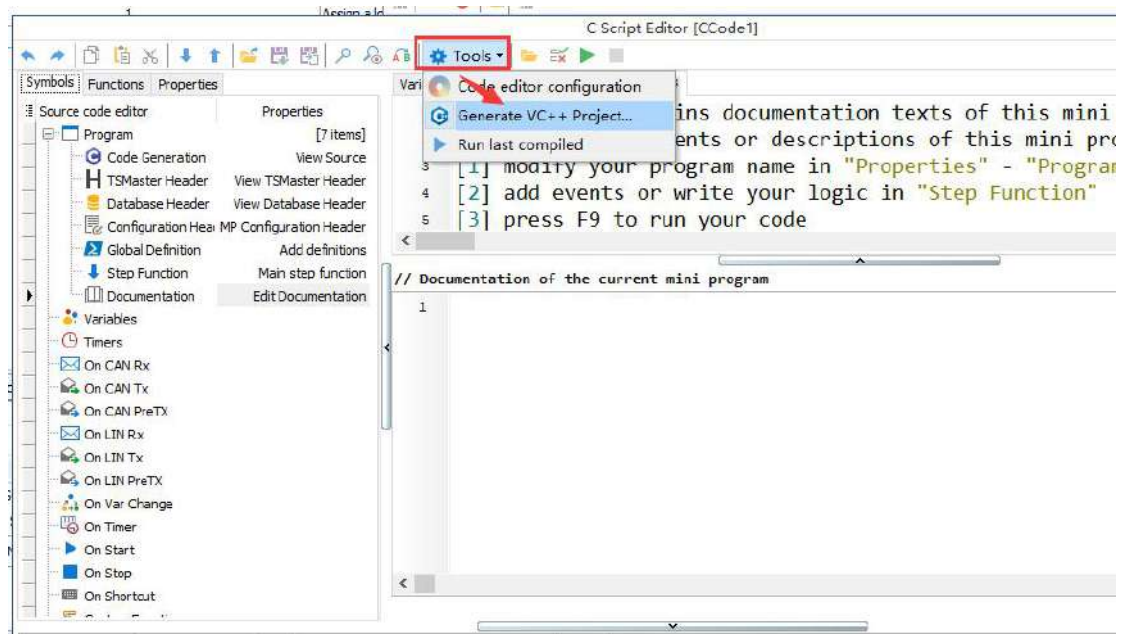 1
Assign a Id
C Script Editor [CCode1]
Tools
Symbols Functions Properties
Vari
Code editor configuration
Source code editor Properties
Generate VC++ Project...
ins documentation texts of this mini
Program [7 items]
Run last compiled
ents or descriptions of this mini pro
Code Generation View Source
3 [1] modify your program name in "Properties" - "Program
H TSMaster Header View TSMaster Header
4 [2] add events or write your logic in "Step Function"
Database Header View Database Header
5 [3] press F9 to run your code
Configuration Hea MP Configuration Header
Global Definition Add definitions
Step Function Main step function
// Documentation of the current mini program
Documentation Edit Documentation
1
Variables
Timers
On CAN Rx
On CAN Tx
On CAN PreTX
On LIN Rx
On LIN Tx
On LIN PreTX
On Var Change
On Timer
On Start
On Stop
On Shortcut